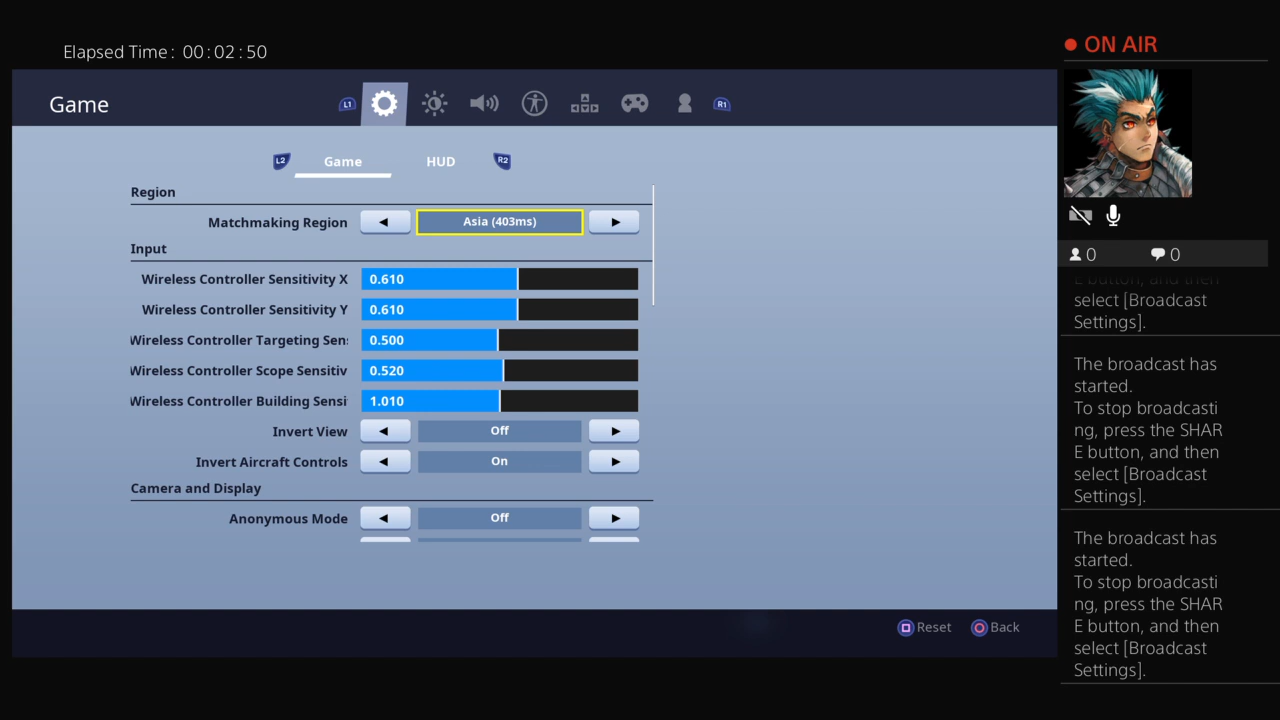 Elapsed Time: 00:02:50
ON AIR
Game
L1
R1
L2
Game
HUD
R2
Region
Matchmaking Region
Asia (403ms)
Input
Wireless Controller Sensitivity X
0.610
Wireless Controller Sensitivity Y
0.610
Wireless Controller Targeting Sens
0.500
Wireless Controller Scope Sensitiv
0.520
Wireless Controller Building Sensi
1.010
Invert View
Off
Invert Aircraft Controls
On
Camera and Display
Anonymous Mode
Off
Reset
Back
0
0
E button, and then
select [Broadcast
Settings].
The broadcast has
started.
To stop broadcasti
ng, press the SHAR
E button, and then
select [Broadcast
Settings].
The broadcast has
started.
To stop broadcasti
ng, press the SHAR
E button, and then
select [Broadcast
Settings].